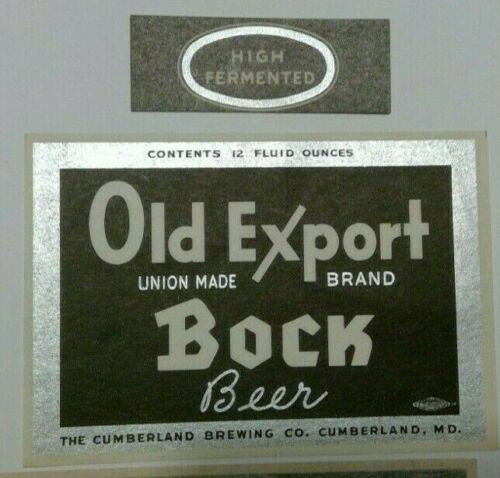 HIGH
FERMENTED
CONTENTS 12 FLUID OUNCES
Old Export
UNION MADE BRAND
Bock
Beer
THE CUMBERLAND BREWING CO. CUMBERLAND, MD.